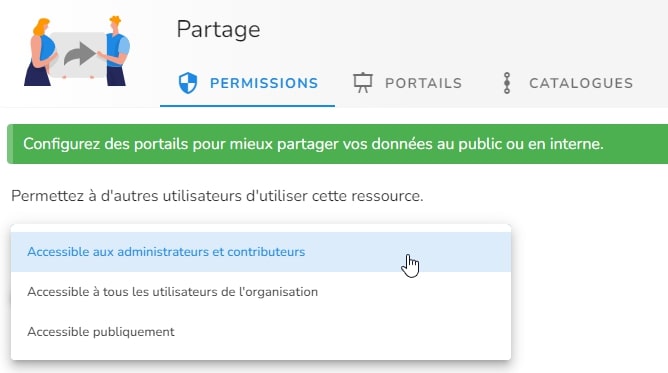 Partage
PERMISSIONS
PORTAILS
CATALOGUES
Configurez des portails pour mieux partager vos données au public ou en interne.
Permettez à d'autres utilisateurs d'utiliser cette ressource.
Accessible aux administrateurs et contributeurs
Accessible à tous les utilisateurs de l'organisation
Accessible publiquement